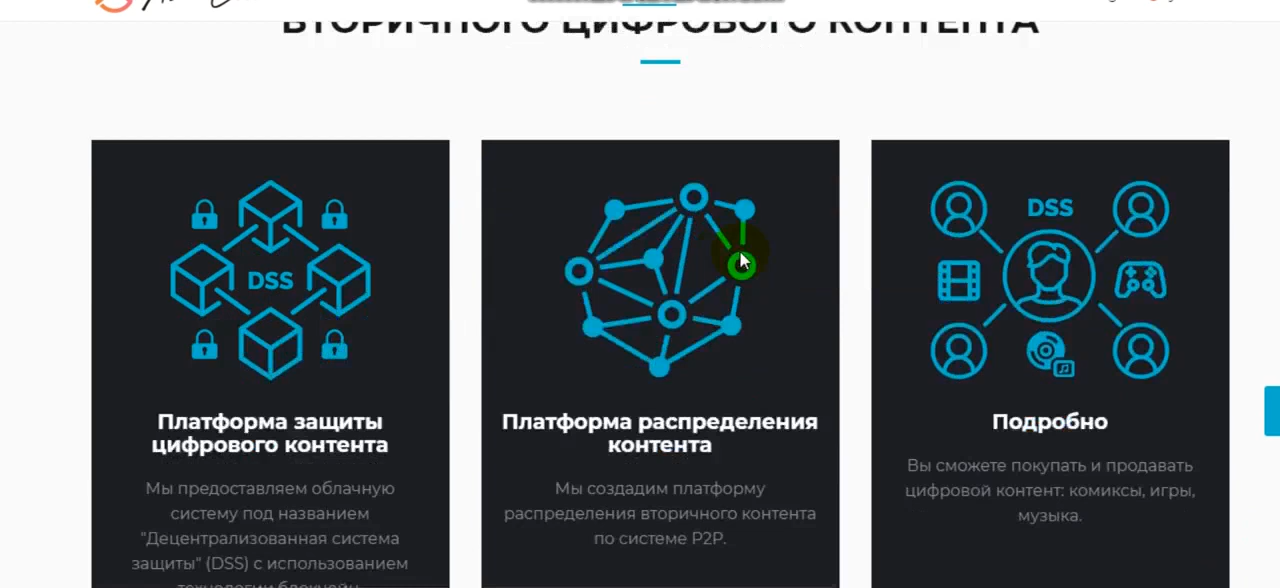 ВТОРИЧНОГО ЦИФРОВОГО КОНТЕНТА
DSS
DSS
Платформа защиты
цифрового контента
Мы предоставляем облачную
систему под названием
"Децентрализованная система
защиты" (DSS) с использованием
технологии блокчейн.
Платформа распределения
контента
Мы создадим платформу
распределения вторичного контента
по системе P2P.
Подробно
Вы сможете покупать и продавать
цифровой контент: комиксы, игры,
музыка.